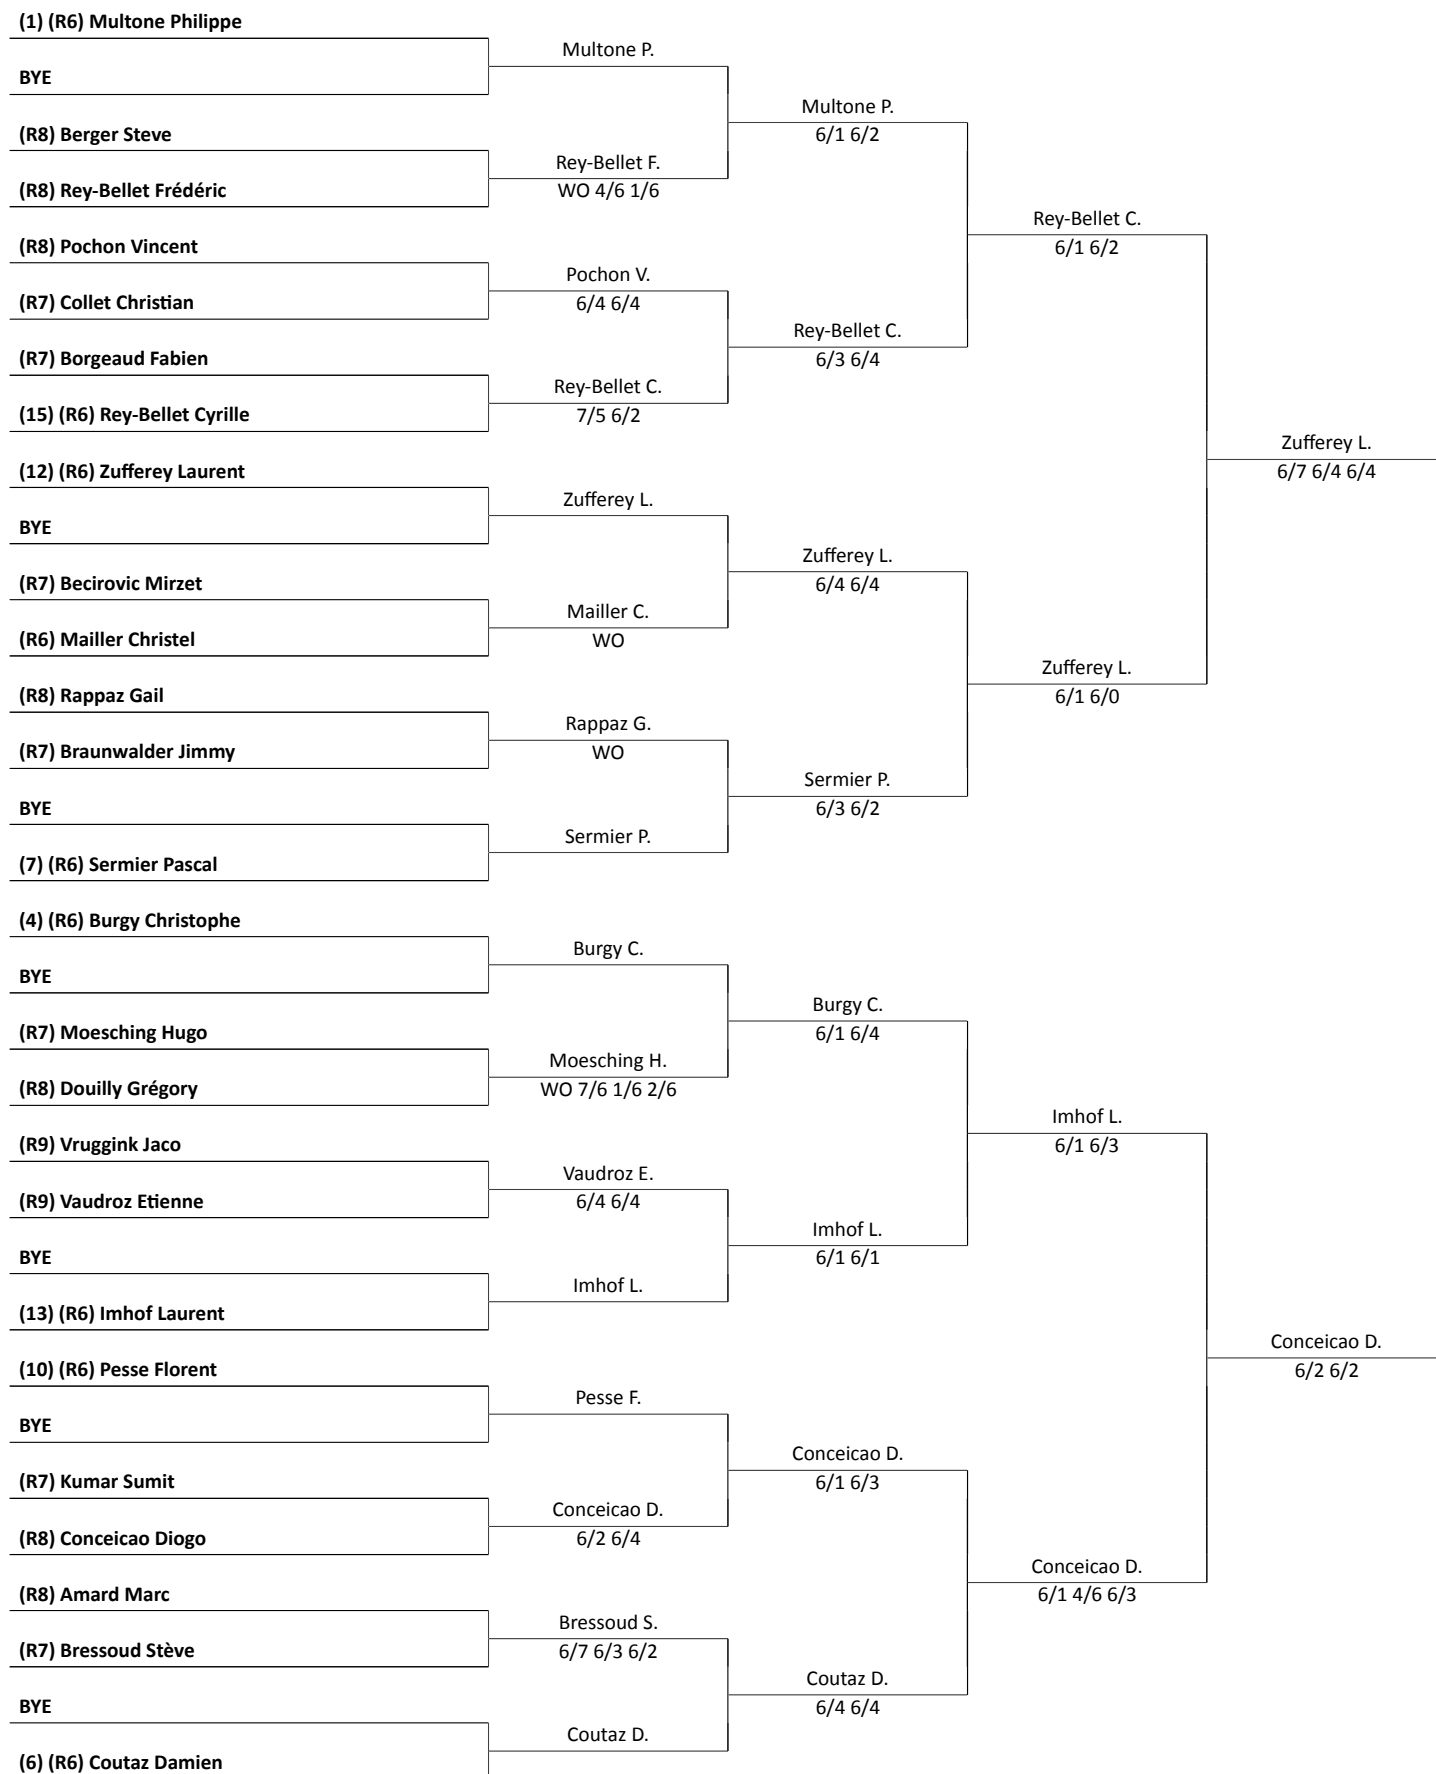 (1) (R6) Multone Philippe
Multone P.
BYE
Multone P.
6/1 6/2
(R8) Berger Steve
Rey-Bellet F.
WO 4/6 1/6
(R8) Rey-Bellet Frédéric
Rey-Bellet C.
6/1 6/2
(R8) Pochon Vincent
Pochon V.
6/4 6/4
(R7) Collet Christian
Rey-Bellet C.
6/3 6/4
(R7) Borgeaud Fabien
Rey-Bellet C.
7/5 6/2
(15) (R6) Rey-Bellet Cyrille
Zufferey L.
6/7 6/4 6/4
(12) (R6) Zufferey Laurent
Zufferey L.
BYE
Zufferey L.
6/4 6/4
(R7) Becirovic Mirzet
Mailler C.
WO
(R6) Mailler Christel
Zufferey L.
6/1 6/0
(R8) Rappaz Gail
Rappaz G.
WO
(R7) Braunwalder Jimmy
Sermier P.
6/3 6/2
BYE
Sermier P.
(7) (R6) Sermier Pascal
(4) (R6) Burgy Christophe
Burgy C.
BYE
Burgy C.
6/1 6/4
(R7) Moesching Hugo
Moesching H.
WO 7/6 1/6 2/6
(R8) Douilly Grégory
Imhof L.
6/1 6/3
(R9) Vruggink Jaco
Vaudroz E.
6/4 6/4
(R9) Vaudroz Etienne
Imhof L.
6/1 6/1
BYE
Imhof L.
(13) (R6) Imhof Laurent
Conceicao D.
6/2 6/2
(10) (R6) Pesse Florent
Pesse F.
BYE
Conceicao D.
6/1 6/3
(R7) Kumar Sumit
Conceicao D.
6/2 6/4
(R8) Conceicao Diogo
Conceicao D.
6/1 4/6 6/3
(R8) Amard Marc
Bressoud S.
6/7 6/3 6/2
(R7) Bressoud Stève
Coutaz D.
6/4 6/4
BYE
Coutaz D.
(6) (R6) Coutaz Damien